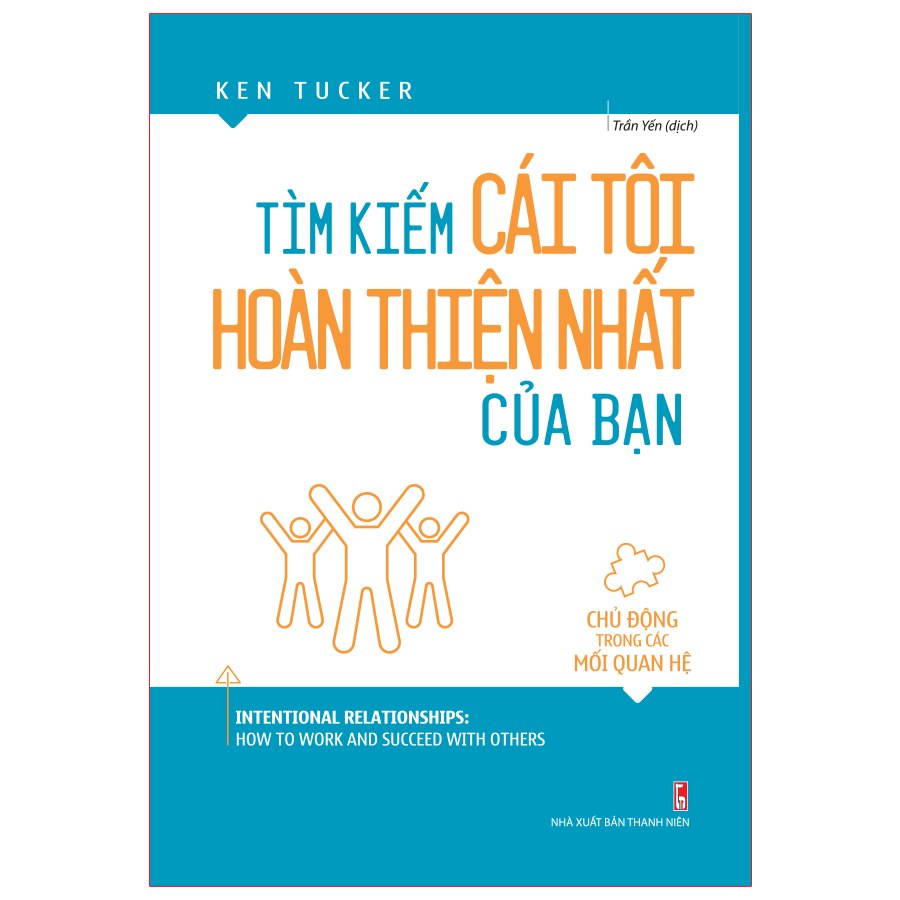 KEN TUCKER
Trần Yến (dịch)
TÌM KIẾM CÁI TÔI
HOÀN THIỆN NHẤT
CỦA BẠN
CHỦ ĐỘNG
TRONG CÁC
MỐI QUAN HỆ
INTENTIONAL RELATIONSHIPS:
HOW TO WORK AND SUCCEED WITH OTHERS
NHÀ XUẤT BẢN THANH NIÊN